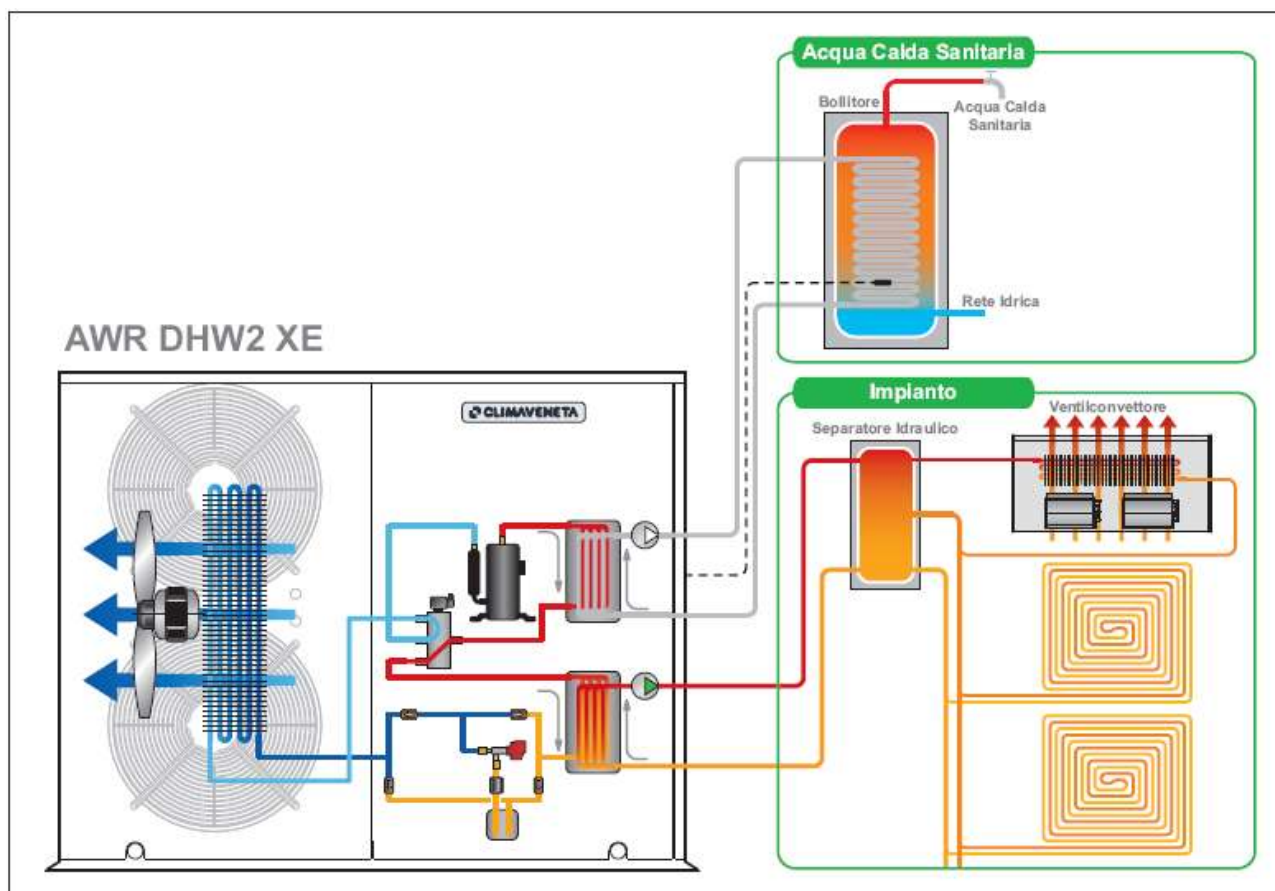 Acqua Calda Sanitaria
Bollitore
Acqua Calda
Sanitaria
Rete Idrica
AWR DHW2 XE
CLIMAVENETA
Impianto
Ventilconvettore
Separatore Idraulico